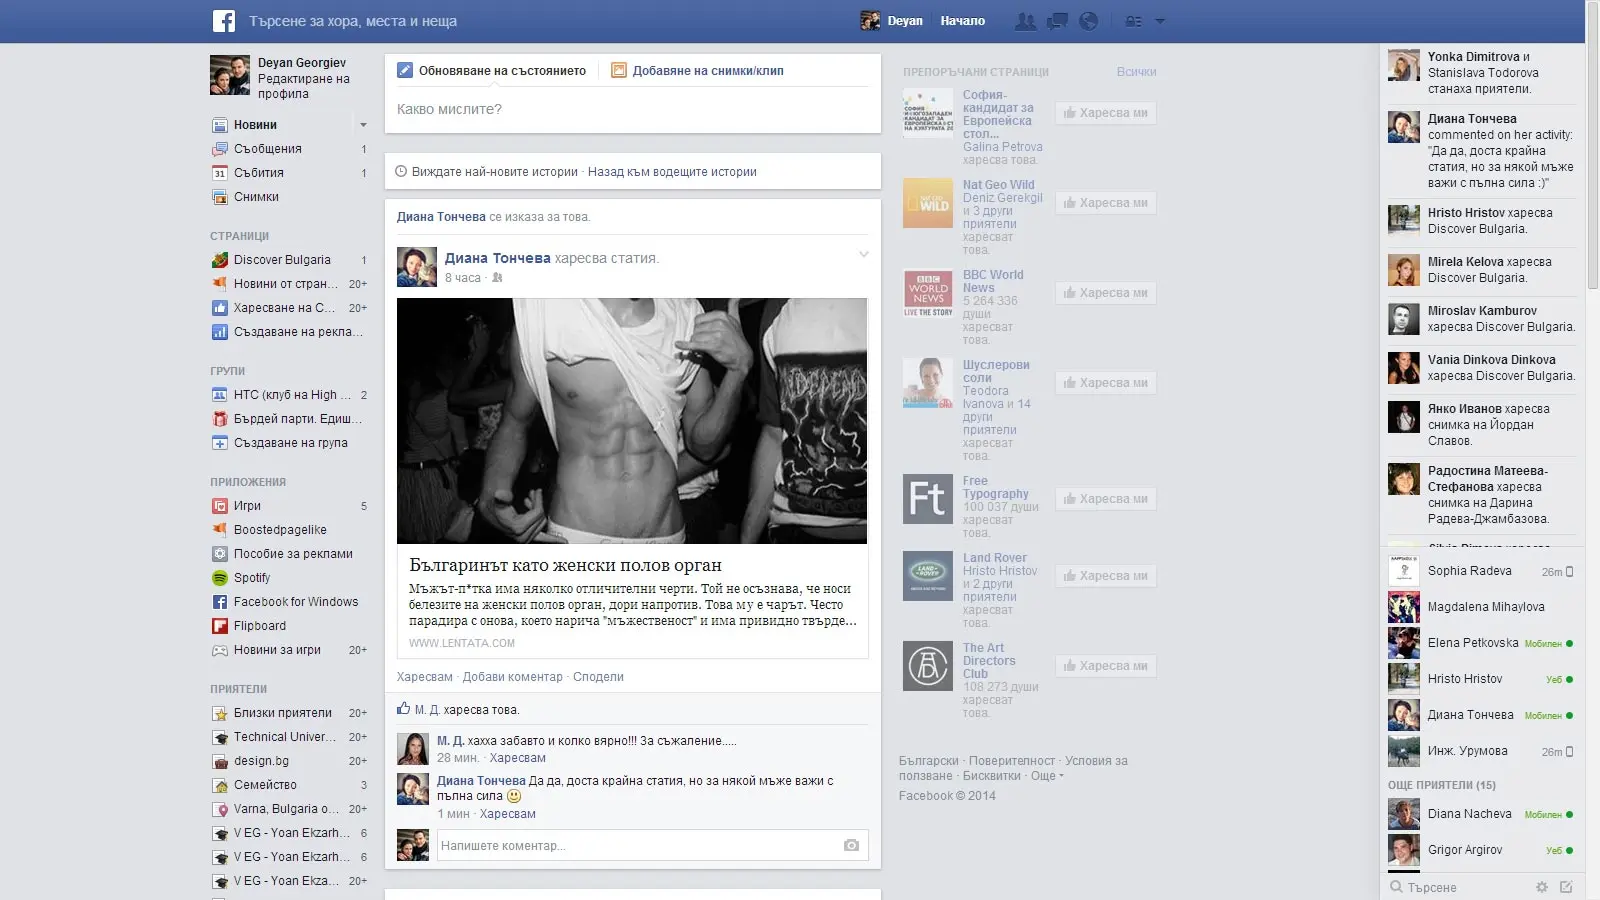 Търсене за хора, места и неща
Deyan
Начало
Deyan Georgiev
Редактиране на
профила
Новини
Съобщения 1
Събития 1
Снимки
СТРАНИЦИ
Discover Bulgaria 1
Новини от стран... 20+
Харесване на С... 20+
Създаване на рекла...
ГРУПИ
HTC (клуб на High ... 2
Бърдей парти. Едиш...
Създаване на група
ПРИЛОЖЕНИЯ
Игри 5
Boostedpagelike
Пособие за реклами
Spotify
Facebook for Windows
Flipboard
Новини за игри 20+
ПРИЯТЕЛИ
Близки приятели 20+
Technical Univer... 20+
design.bg 20+
Семейство 3
Varna, Bulgaria o... 20+
V EG - Yoan Ekzarh... 6
V EG - Yoan Ekzarh... 6
V EG - Yoan Ekza... 20+
Обновяване на състоянието
Добавяне на снимки/клип
Какво мислите?
Виждате най-новите истории · Назад към водещите истории
Диана Тончева се изказа за това.
Диана Тончева харесва статия.
8 часа ·
Българинът като женски полов орган
Мъжът-п*тка има няколко отличителни черти. Той не осъзнава, че носи
белезите на женски полов орган, дори напротив. Това му е чарът. Често
парадира с онова, което нарича "мъжественост" и има привидно твърде...
WWW.LENTATA.COM
Харесвам · Добави коментар · Сподели
М. Д. харесва това.
М. Д. хахха забавто и колко вярно!!! За съжаление.....
28 мин. · Харесвам
Диана Тончева Да да, доста крайна статия, но за някой мъже важи с
пълна сила
1 мин · Харесвам
Напишете коментар...
ПРЕПОРЪЧАНИ СТРАНИЦИ
Всички
София-
кандидат за
Европейска
стол...
Galina Petrova
харесва това.
Харесва ми
Nat Geo Wild
Deniz Gerekgil
и 3 други
приятели
харесват
това.
Харесва ми
WILD
BBC World
News
5 264 336
души
харесват
това.
Харесва ми
BBC
WORLD
NEWS
LIVE THE STORY
Шуслерови
соли
Teodora
Ivanova и 14
други
приятели
харесват
това.
Харесва ми
Free
Typography
100 037 души
харесват
това.
Харесва ми
Ft
Land Rover
Hristo Hristov
и 2 други
приятели
харесват
това.
Харесва ми
The Art
Directors
Club
108 273 души
харесват
това.
Харесва ми
Български · Поверителност · Условия за
ползване · Бисквитки · Още
Facebook © 2014
Yonka Dimitrova и
Stanislava Todorova
станаха приятели.
Диана Тончева
commented on her activity:
"Да да, доста крайна
статия, но за някой мъже
важи с пълна сила :)"
Hristo Hristov харесва
Discover Bulgaria.
Mirela Kelova харесва
Discover Bulgaria.
Miroslav Kamburov
харесва Discover Bulgaria.
Vania Dinkova Dinkova
харесва Discover Bulgaria.
Янко Иванов харесва
снимка на Йордан
Славов.
Радостина Матеева-
Стефанова харесва
снимка на Дарина
Радева-Джамбазова.
Sophia Radeva 26m
Magdalena Mihaylova
Elena Petkovska Мобилен
Hristo Hristov Уеб
Диана Тончева Мобилен
Инж. Урумова 26m
ОЩЕ ПРИЯТЕЛИ (15)
Diana Nacheva Мобилен
Grigor Argirov Уеб
Търсене